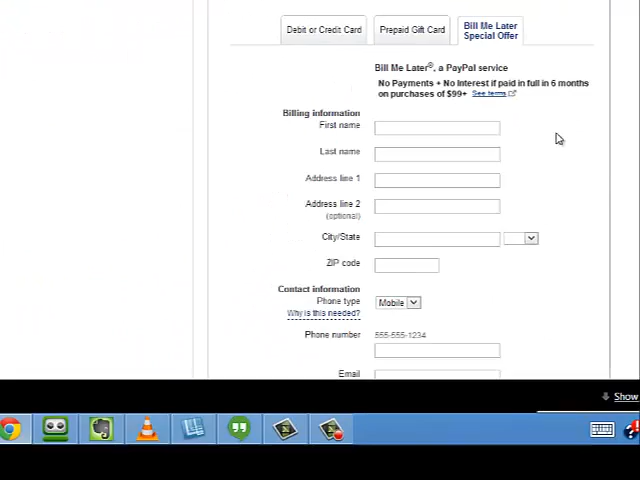 Debit or Credit Card
Prepaid Gift Card
Bill Me Later
Special Offer
Bill Me Later®, a PayPal service
No Payments + No Interest if paid in full in 6 months
on purchases of $99+ See terms
Billing information
First name
Last name
Address line 1
Address line 2
(optional)
City/State
ZIP code
Contact information
Phone type Mobile
Why is this needed?
Phone number 555-555-1234
Email
Show